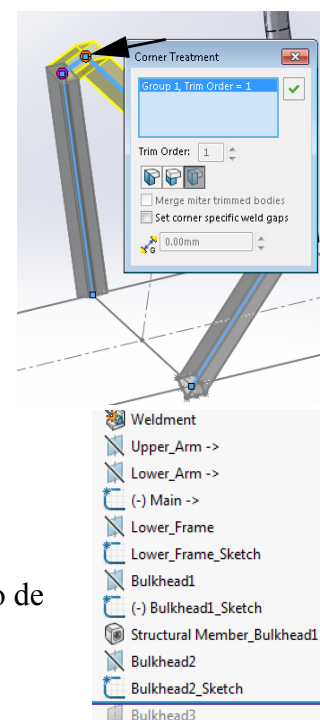 Corner Treatment
Group 1, Trim Order = 1
Trim Order: 1
Merge miter trimmed bodies
Set corner specific weld gaps
G 0.00mm
Weldment
Upper_Arm ->
Lower_Arm ->
(-) Main ->
Lower_Frame
Lower_Frame_Sketch
o de
Bulkhead1
(-) Bulkhead1_Sketch
Structural Member_Bulkhead1
Bulkhead2
Bulkhead2_Sketch
Bulkhead3